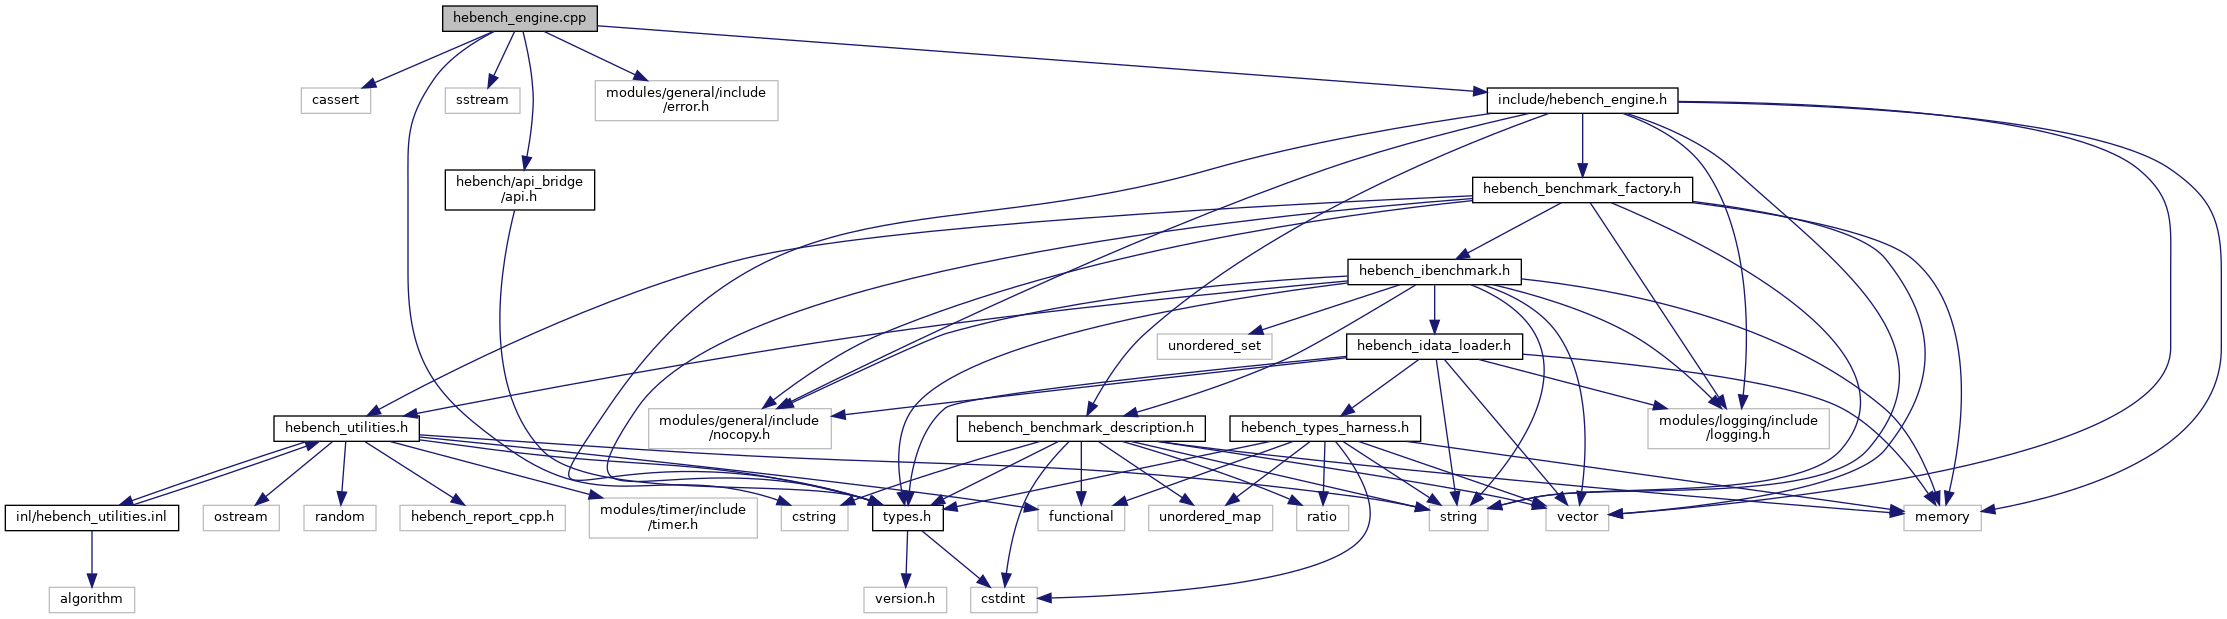 hebench_engine.cpp
cassert
sstream
modules/general/include
/error.h
include/hebench_engine.h
hebench/api_bridge
/api.h
hebench_benchmark_factory.h
hebench_ibenchmark.h
unordered_set
hebench_idata_loader.h
hebench_utilities.h
modules/general/include
/nocopy.h
hebench_benchmark_description.h
hebench_types_harness.h
modules/logging/include
/logging.h
inl/hebench_utilities.inl
ostream
random
hebench_report_cpp.h
modules/timer/include
/timer.h
cstring
types.h
functional
unordered_map
ratio
string
vector
memory
algorithm
version.h
cstdint